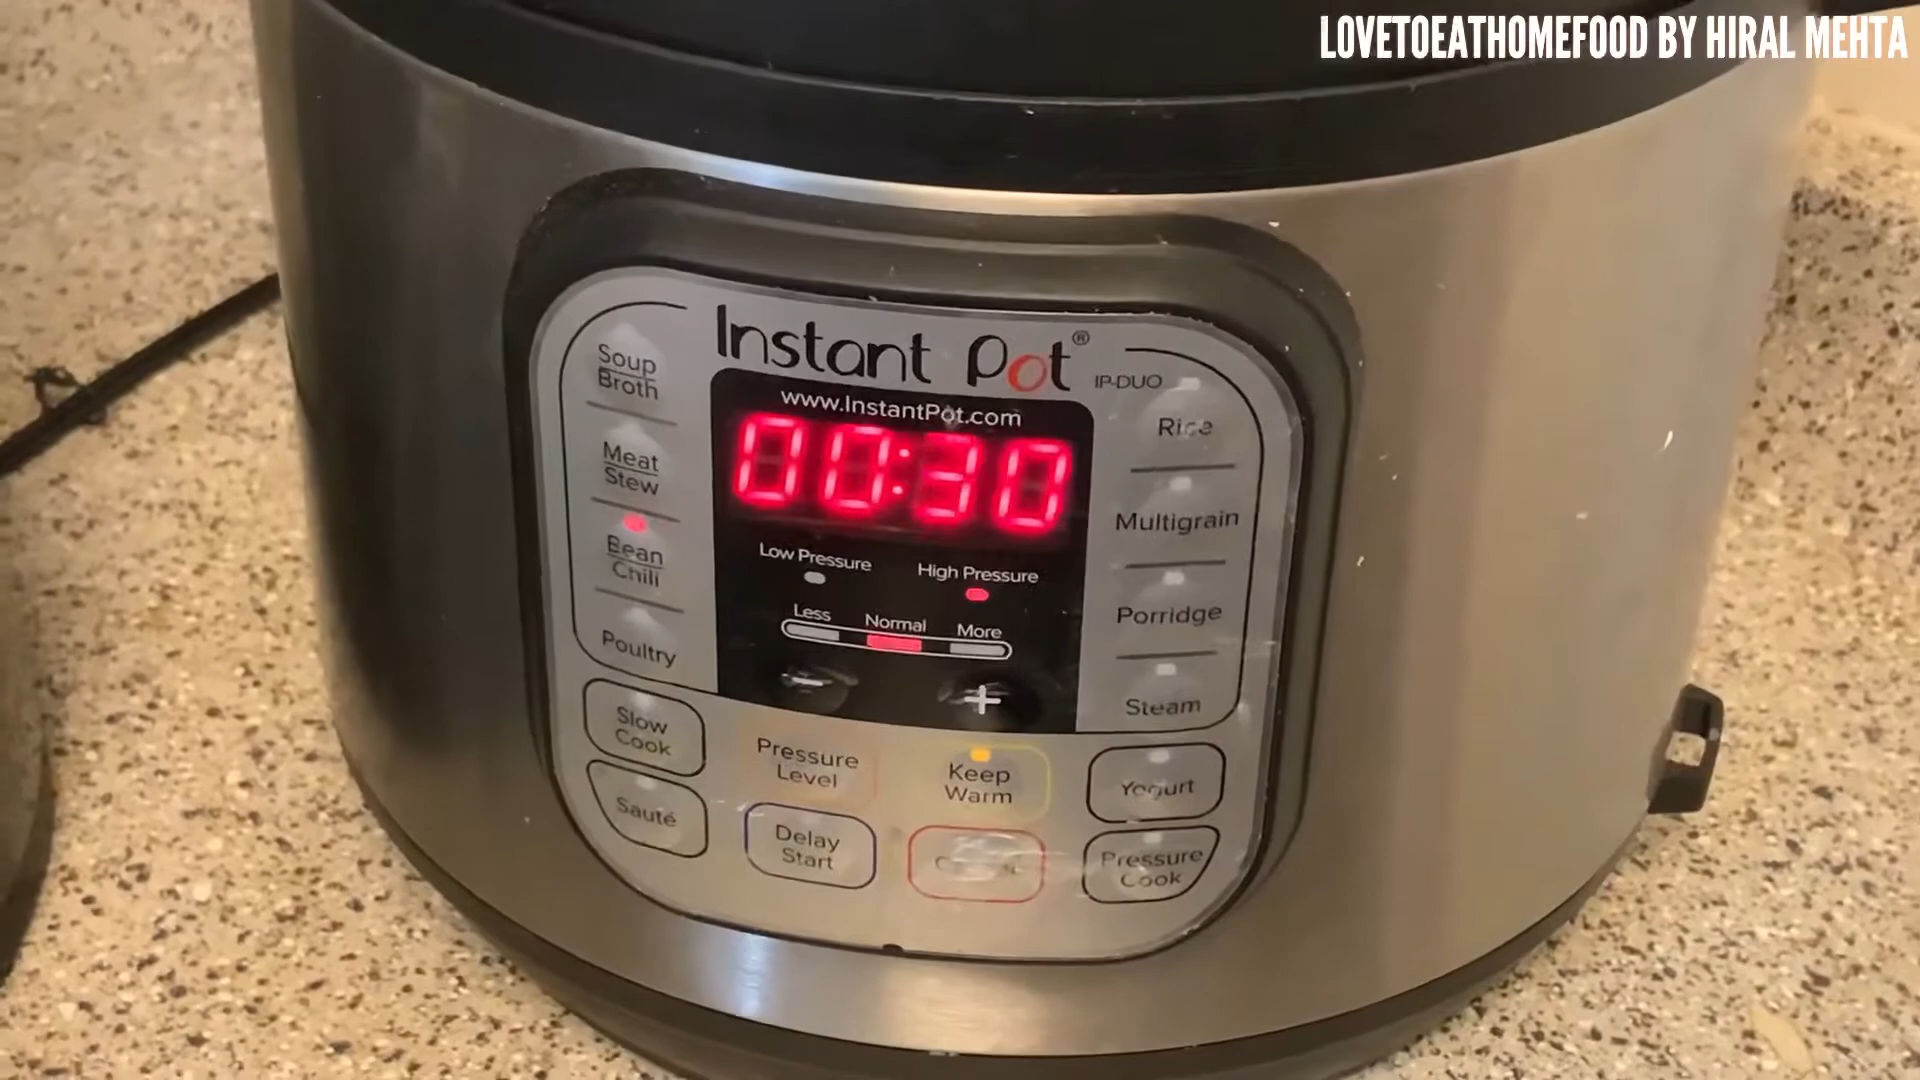 LOVETOEATHOMEFOOD BY HIRAL MEHTA
Instant Pot®
IP-DUO
www.InstantPot.com
00:30
Soup
Broth
Meat
Stew
Bean
Chili
Poultry
Low Pressure
High Pressure
Less
Normal
More
-
+
Rice
Multigrain
Porridge
Steam
Slow
Cook
Sauté
Pressure
Level
Keep
Warm
Delay
Start
Yogurt
Pressure
Cook